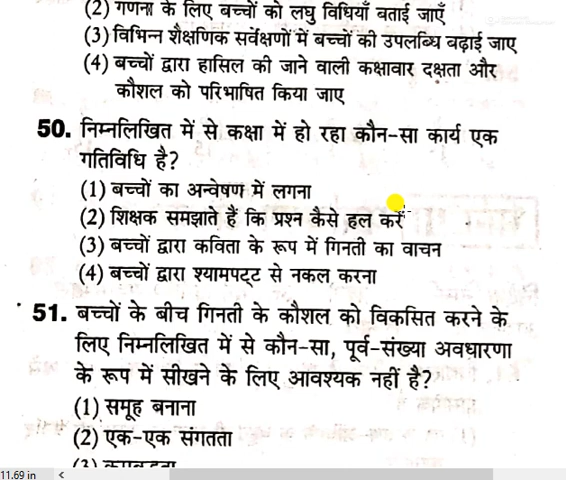 (2) गणना के लिए बच्चों को लघु विधियाँ बताई जाएँ
(3) विभिन्न शैक्षणिक सर्वेक्षणों में बच्चों की उपलब्धि बढ़ाई जाए
(4) बच्चों द्वारा हासिल की जाने वाली कक्षावार दक्षता और
कौशल को परिभाषित किया जाए
50. निम्नलिखित में से कक्षा में हो रहा कौन-सा कार्य एक
गतिविधि है?
(1) बच्चों का अन्वेषण में लगना
(2) शिक्षक समझाते हैं कि प्रश्न कैसे हल करें
(3) बच्चों द्वारा कविता के रूप में गिनती का वाचन
(4) बच्चों द्वारा श्यामपट्ट से नकल करना
51. बच्चों के बीच गिनती के कौशल को विकसित करने के
लिए निम्नलिखित में से कौन-सा, पूर्व-संख्या अवधारणा
के रूप में सीखने के लिए आवश्यक नहीं है?
(1) समूह बनाना
(2) एक-एक संगतता
(3)
11.69 in